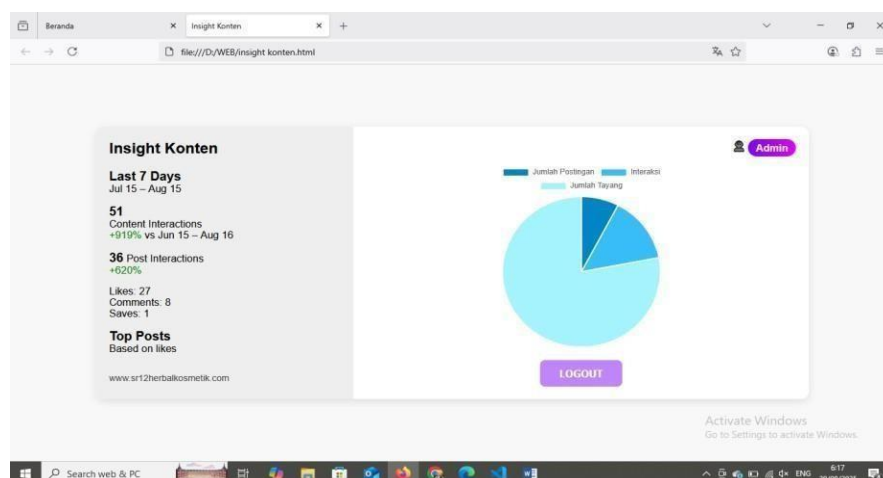 Beranda
Insight Konten
file:///D:/WEB/insight konten.html
Insight Konten
Last 7 Days
Jul 15 – Aug 15
51
Content Interactions
+919% vs Jun 15 – Aug 16
36 Post Interactions
+620%
Likes: 27
Comments: 8
Saves: 1
Top Posts
Based on likes
www.sr12herbalkosmetik.com
Admin
Jumlah Postingan Interaksi
Jumlah Tayang
LOGOUT
Activate Windows
Go to Settings to activate Windows.
Search web & PC
ENG
6:17